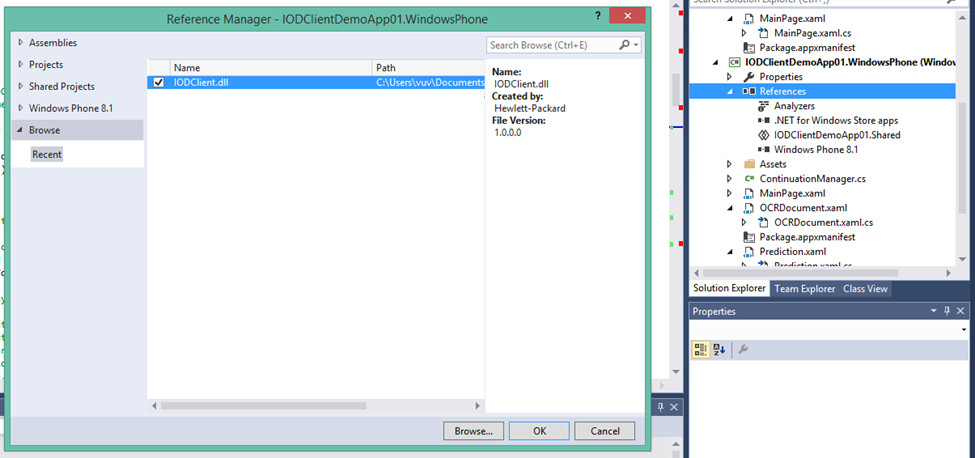 Reference Manager - IODClientDemoApp01.WindowsPhone
?
Assemblies
Projects
Shared Projects
Windows Phone 8.1
Browse
Recent
Name
Path
IODClient.dll
C:\Users\vuv\Documents
Search Browse (Ctrl+E)
Name:
IODClient.dll
Created by:
Hewlett-Packard
File Version:
1.0.0.0
Browse...
OK
Cancel
MainPage.xaml
MainPage.xaml.cs
Package.appxmanifest
IODClientDemoApp01.WindowsPhone (Windo
Properties
References
Analyzers
.NET for Windows Store apps
IODClientDemoApp01.Shared
Windows Phone 8.1
Assets
ContinuationManager.cs
MainPage.xaml
OCRDocument.xaml
OCRDocument.xaml.cs
Package.appxmanifest
Prediction.xaml
Prediction.xaml.cs
Solution Explorer
Team Explorer
Class View
Properties